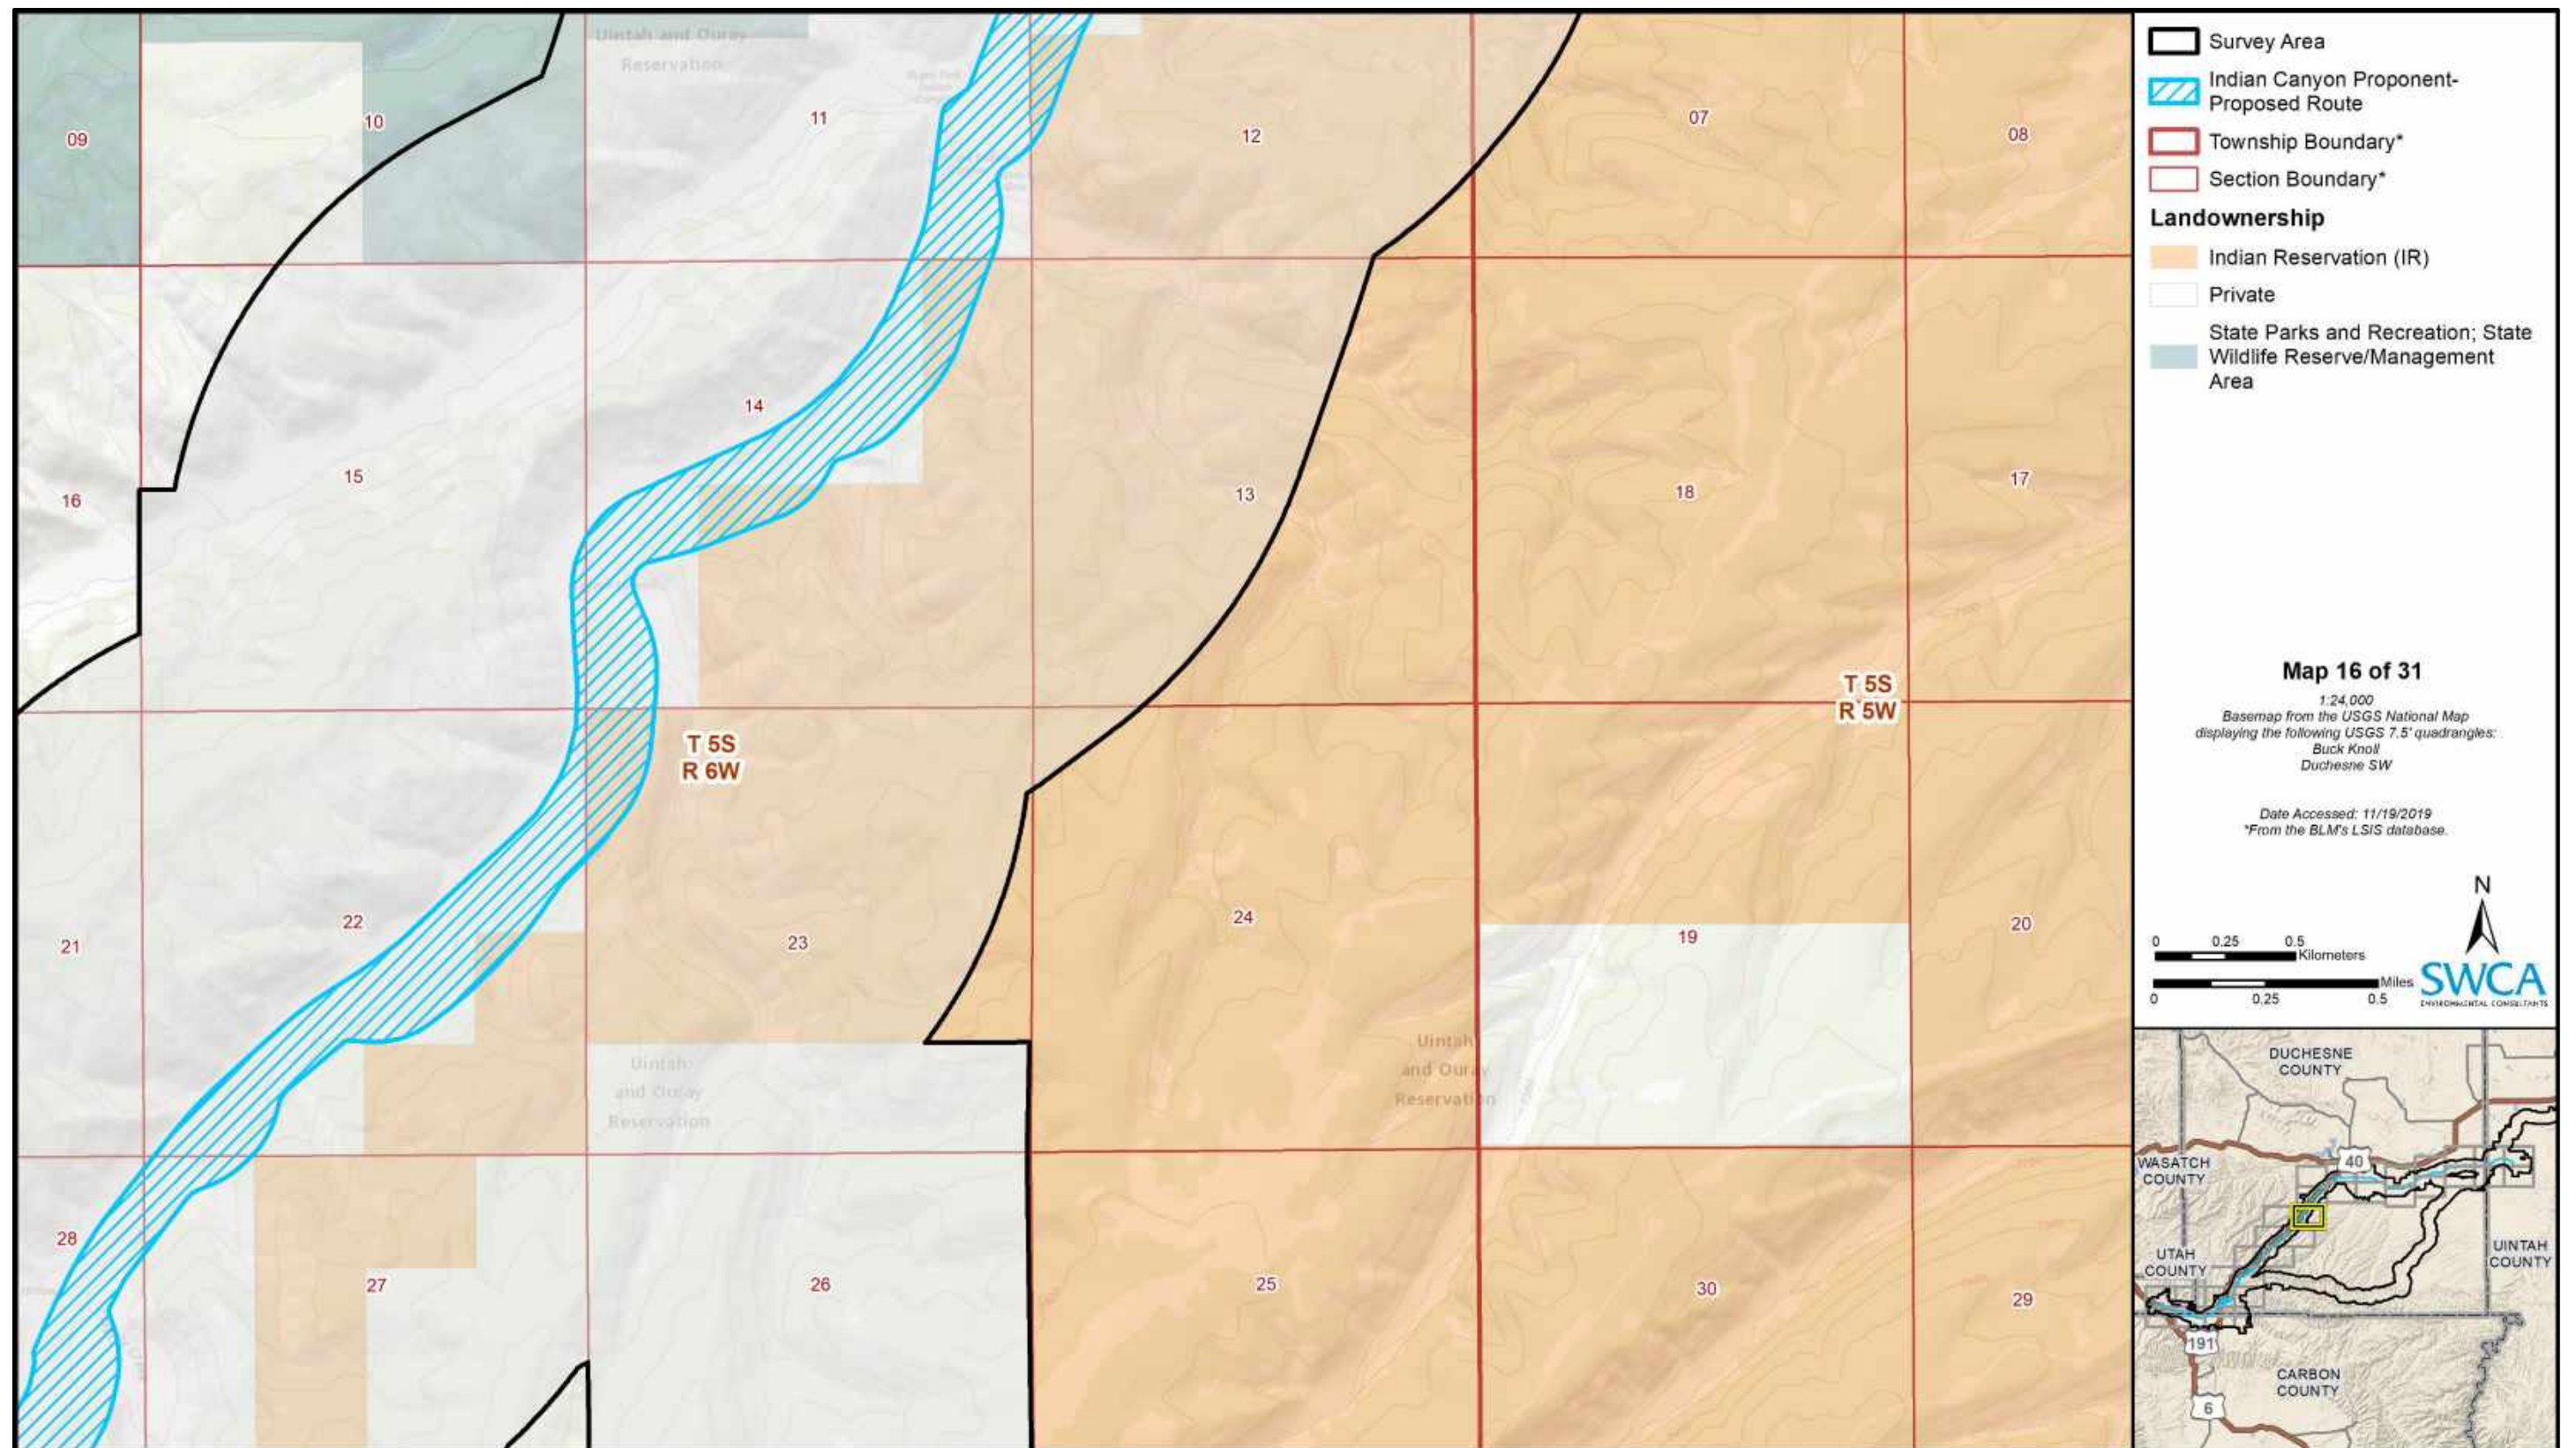 Uintah and Ouray
Reservation
09
10
11
12
07
08
16
15
14
13
18
17
T 5S
R 6W
T 5S
R 5W
21
22
23
24
19
20
Uintah
and Ouray
Reservation
Uintah
and Ouray
Reservation
28
27
26
25
30
29
Survey Area
Indian Canyon Proponent-
Proposed Route
Township Boundary*
Section Boundary*
Landownership
Indian Reservation (IR)
Private
State Parks and Recreation; State
Wildlife Reserve/Management
Area
Map 16 of 31
1:24,000
Basemap from the USGS National Map
displaying the following USGS 7.5' quadrangles:
Buck Knoll
Duchesne SW
Date Accessed: 11/19/2019
*From the BLM's LSIS database.
N
0 0.25 0.5
Kilometers
Miles
0 0.25 0.5
SWCA
ENVIRONMENTAL CONSULTANTS
DUCHESNE
COUNTY
40
WASATCH
COUNTY
UTAH
COUNTY
UINTAH
COUNTY
191
CARBON
COUNTY
6